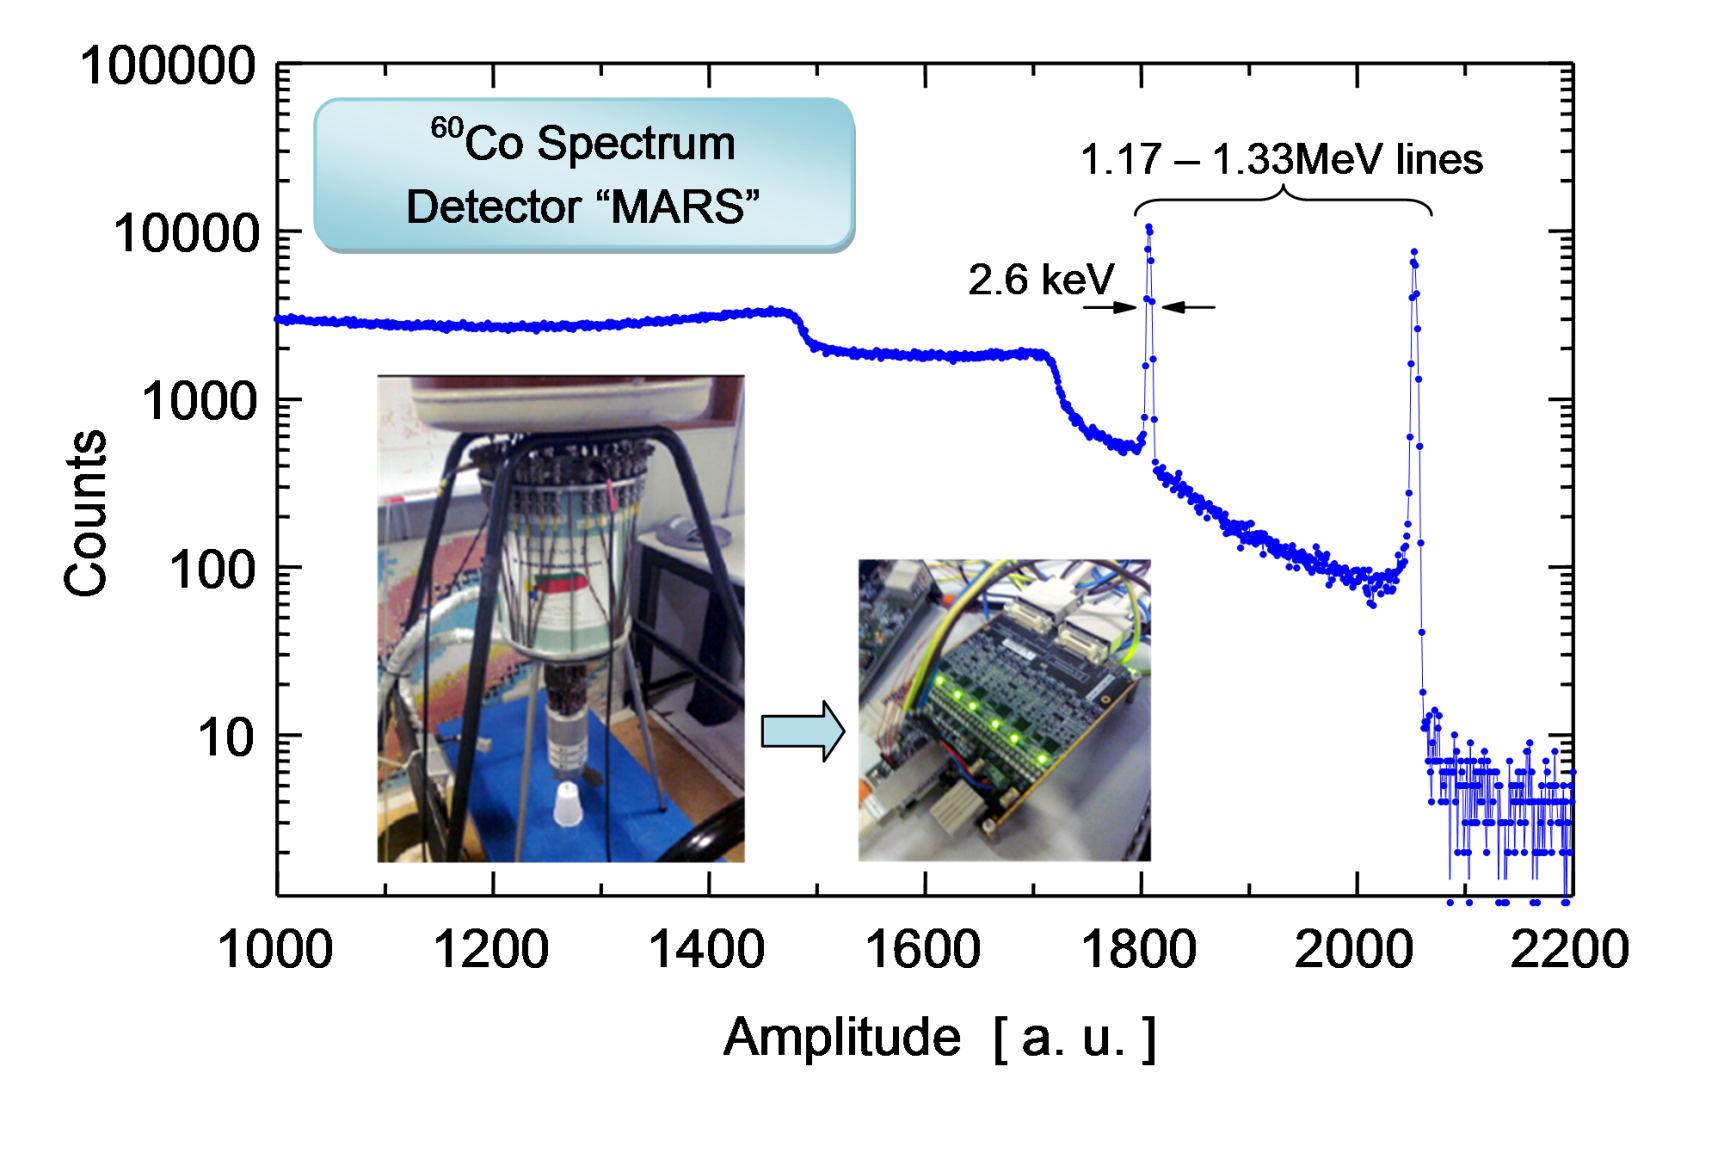 100000
10000
1000
100
10
Counts
⁶⁰Co Spectrum
Detector “MARS”
1.17 – 1.33MeV lines
2.6 keV
1000 1200 1400 1600 1800 2000 2200
Amplitude [ a. u. ]